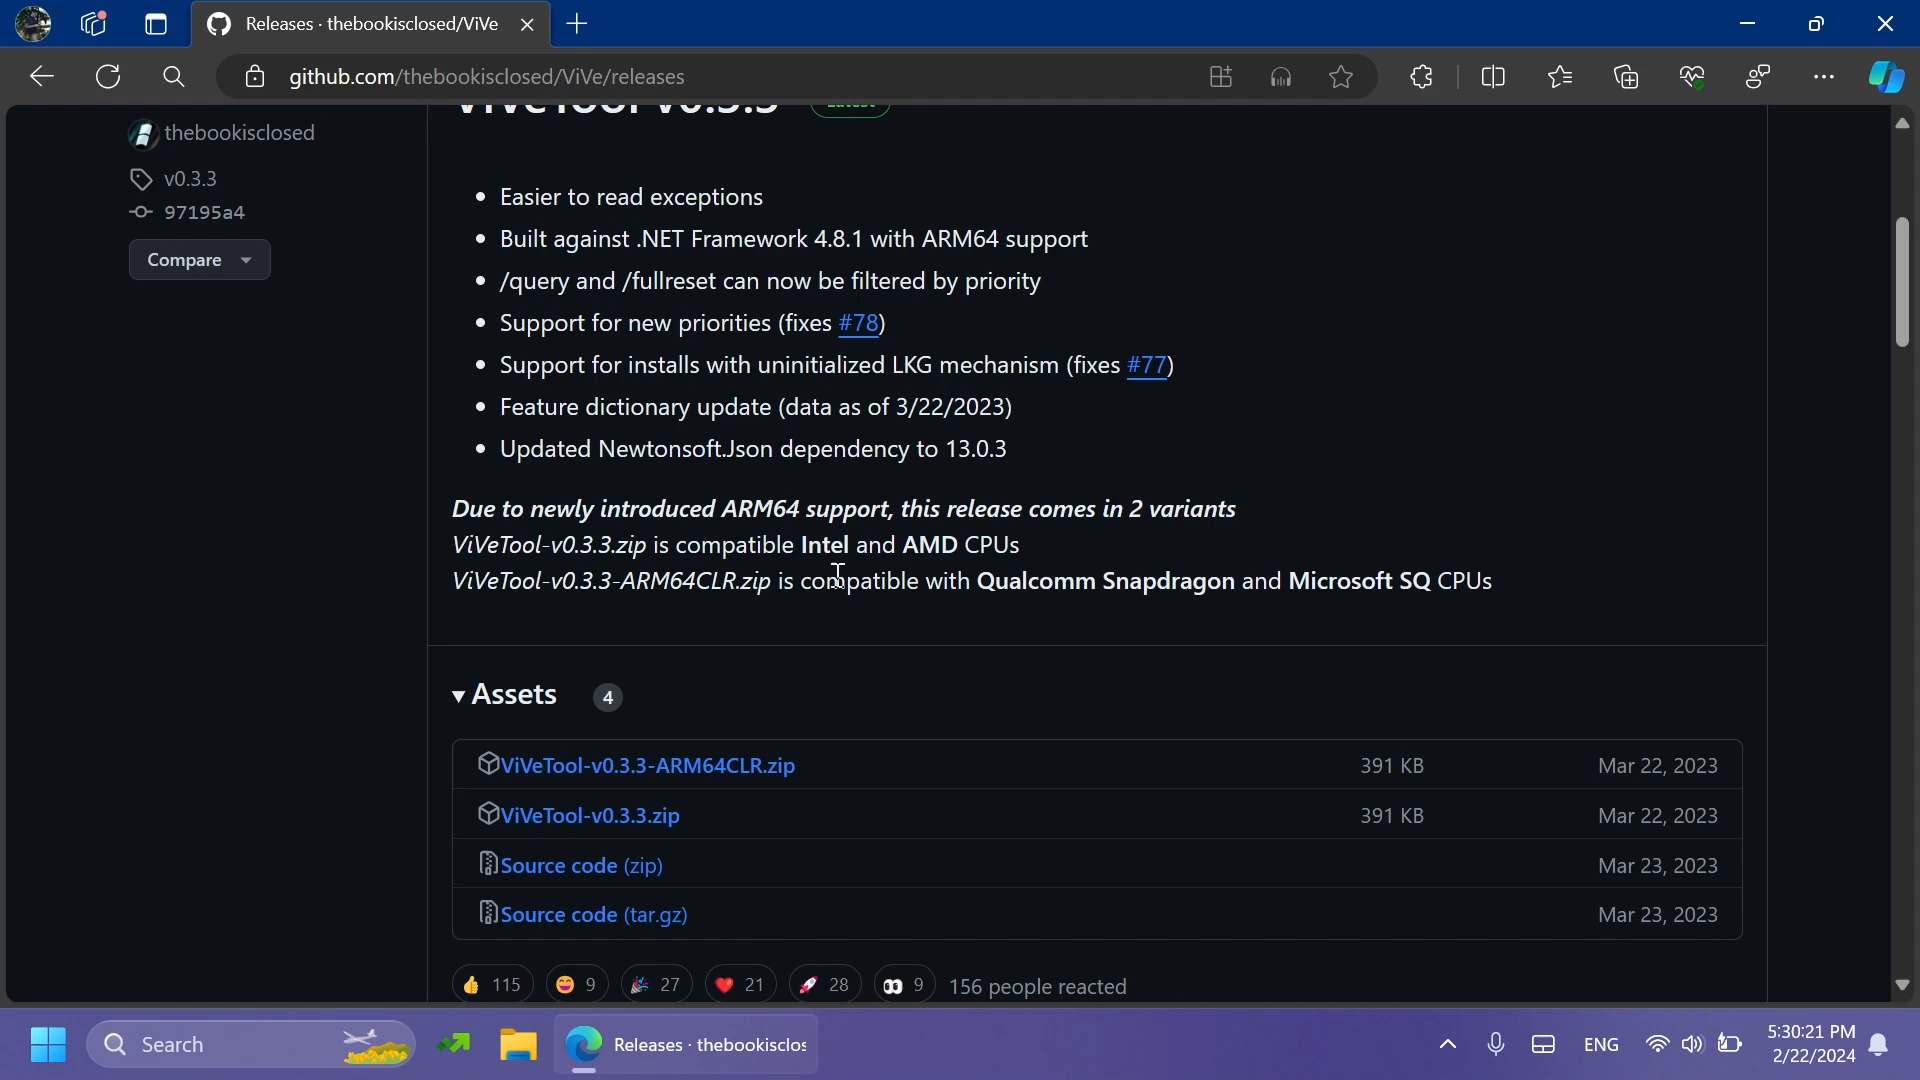 Releases · thebookisclosed/ViVe
github.com/thebookisclosed/ViVe/releases
ViVeTool v0.3.3
Latest
thebookisclosed
v0.3.3
97195a4
Compare
• Easier to read exceptions
• Built against .NET Framework 4.8.1 with ARM64 support
• /query and /fullreset can now be filtered by priority
• Support for new priorities (fixes #78)
• Support for installs with uninitialized LKG mechanism (fixes #77)
• Feature dictionary update (data as of 3/22/2023)
• Updated Newtonsoft.Json dependency to 13.0.3
Due to newly introduced ARM64 support, this release comes in 2 variants
ViVeTool-v0.3.3.zip is compatible Intel and AMD CPUs
ViVeTool-v0.3.3-ARM64CLR.zip is compatible with Qualcomm Snapdragon and Microsoft SQ CPUs
Assets 4
ViVeTool-v0.3.3-ARM64CLR.zip 391 KB Mar 22, 2023
ViVeTool-v0.3.3.zip 391 KB Mar 22, 2023
Source code (zip) Mar 23, 2023
Source code (tar.gz) Mar 23, 2023
👍 115 😄 9 🎉 27 ❤️ 21 🚀 28 👀 9 156 people reacted
Search
Releases · thebookisclos
ENG
5:30:21 PM
2/22/2024